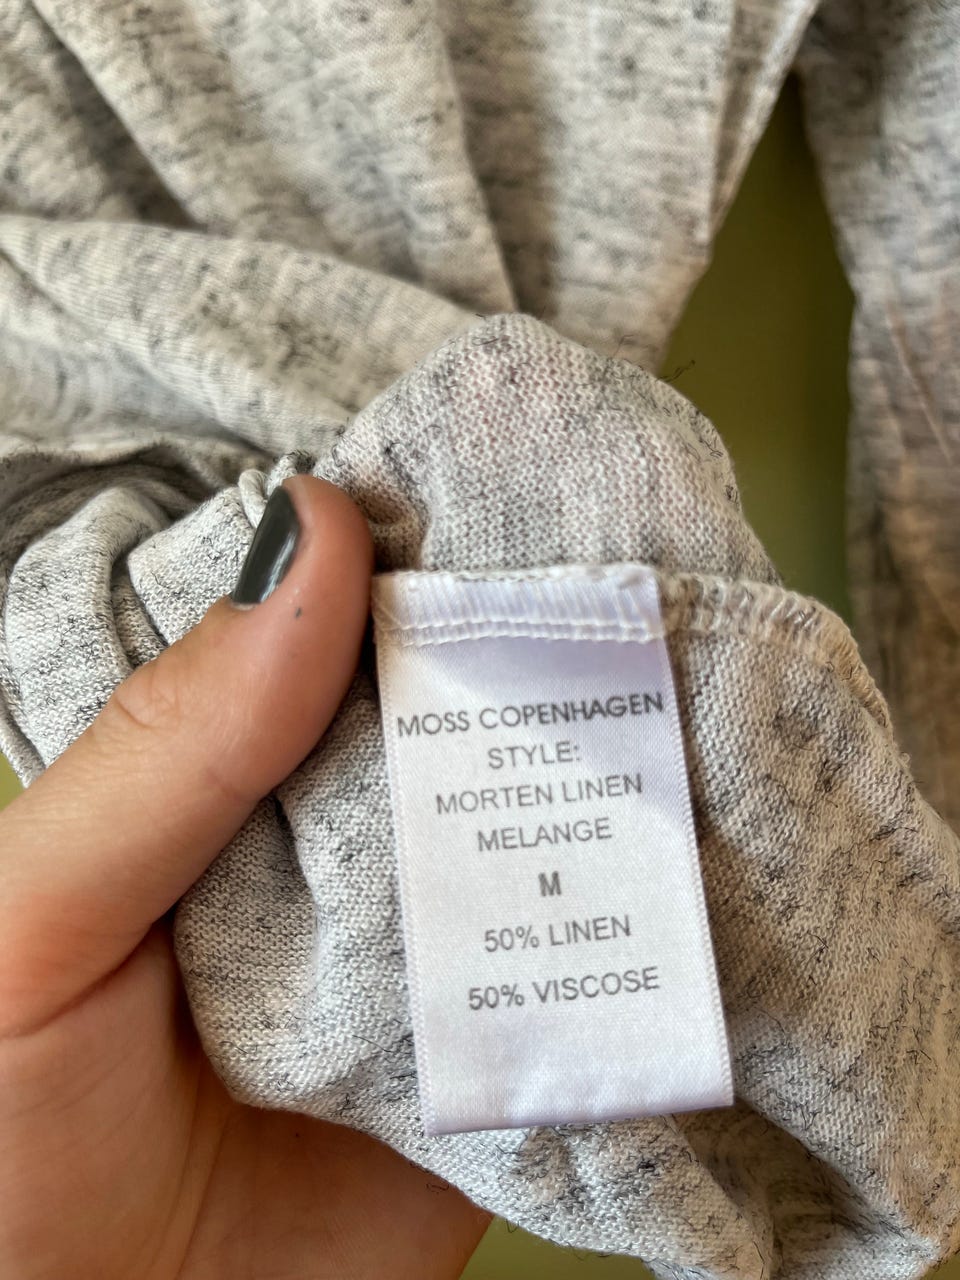 MOSS COPENHAGEN
STYLE:
MORTEN LINEN
MELANGE
M
50% LINEN
50% VISCOSE